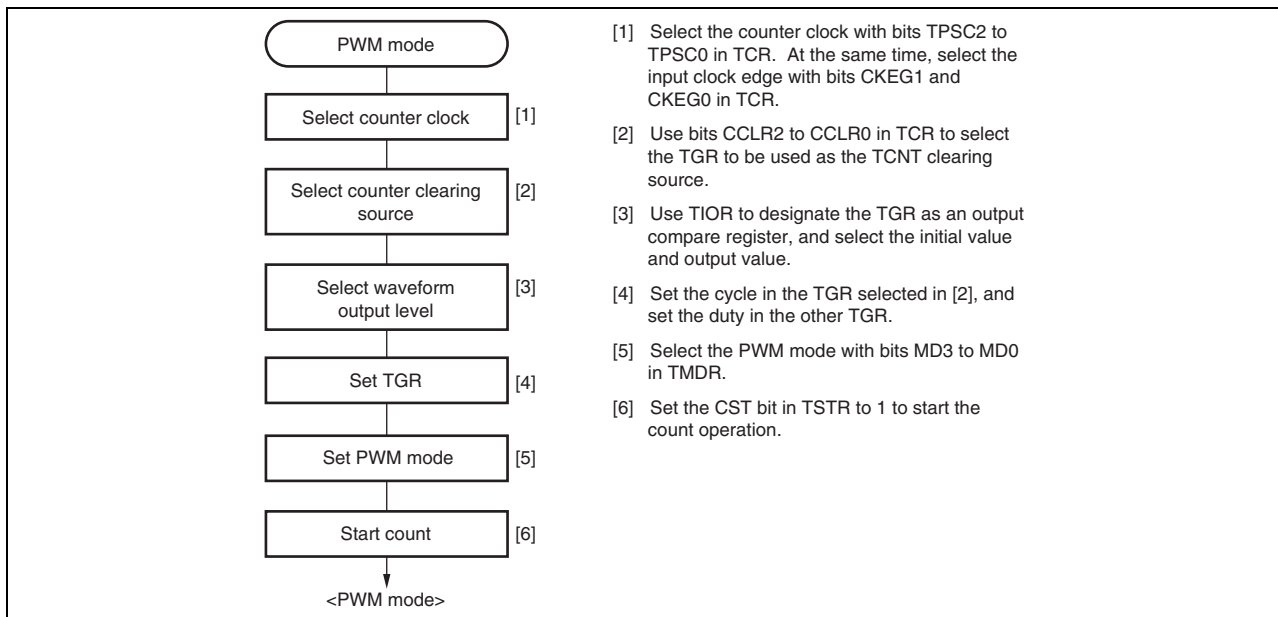 PWM mode
Select counter clock
[1]
Select counter clearing
source
[2]
Select waveform
output level
[3]
Set TGR
[4]
Set PWM mode
[5]
Start count
[6]
<PWM mode>
[1] Select the counter clock with bits TPSC2 to
TPSC0 in TCR. At the same time, select the
input clock edge with bits CKEG1 and
CKEG0 in TCR.
[2] Use bits CCLR2 to CCLR0 in TCR to select
the TGR to be used as the TCNT clearing
source.
[3] Use TIOR to designate the TGR as an output
compare register, and select the initial value
and output value.
[4] Set the cycle in the TGR selected in [2], and
set the duty in the other TGR.
[5] Select the PWM mode with bits MD3 to MD0
in TMDR.
[6] Set the CST bit in TSTR to 1 to start the
count operation.